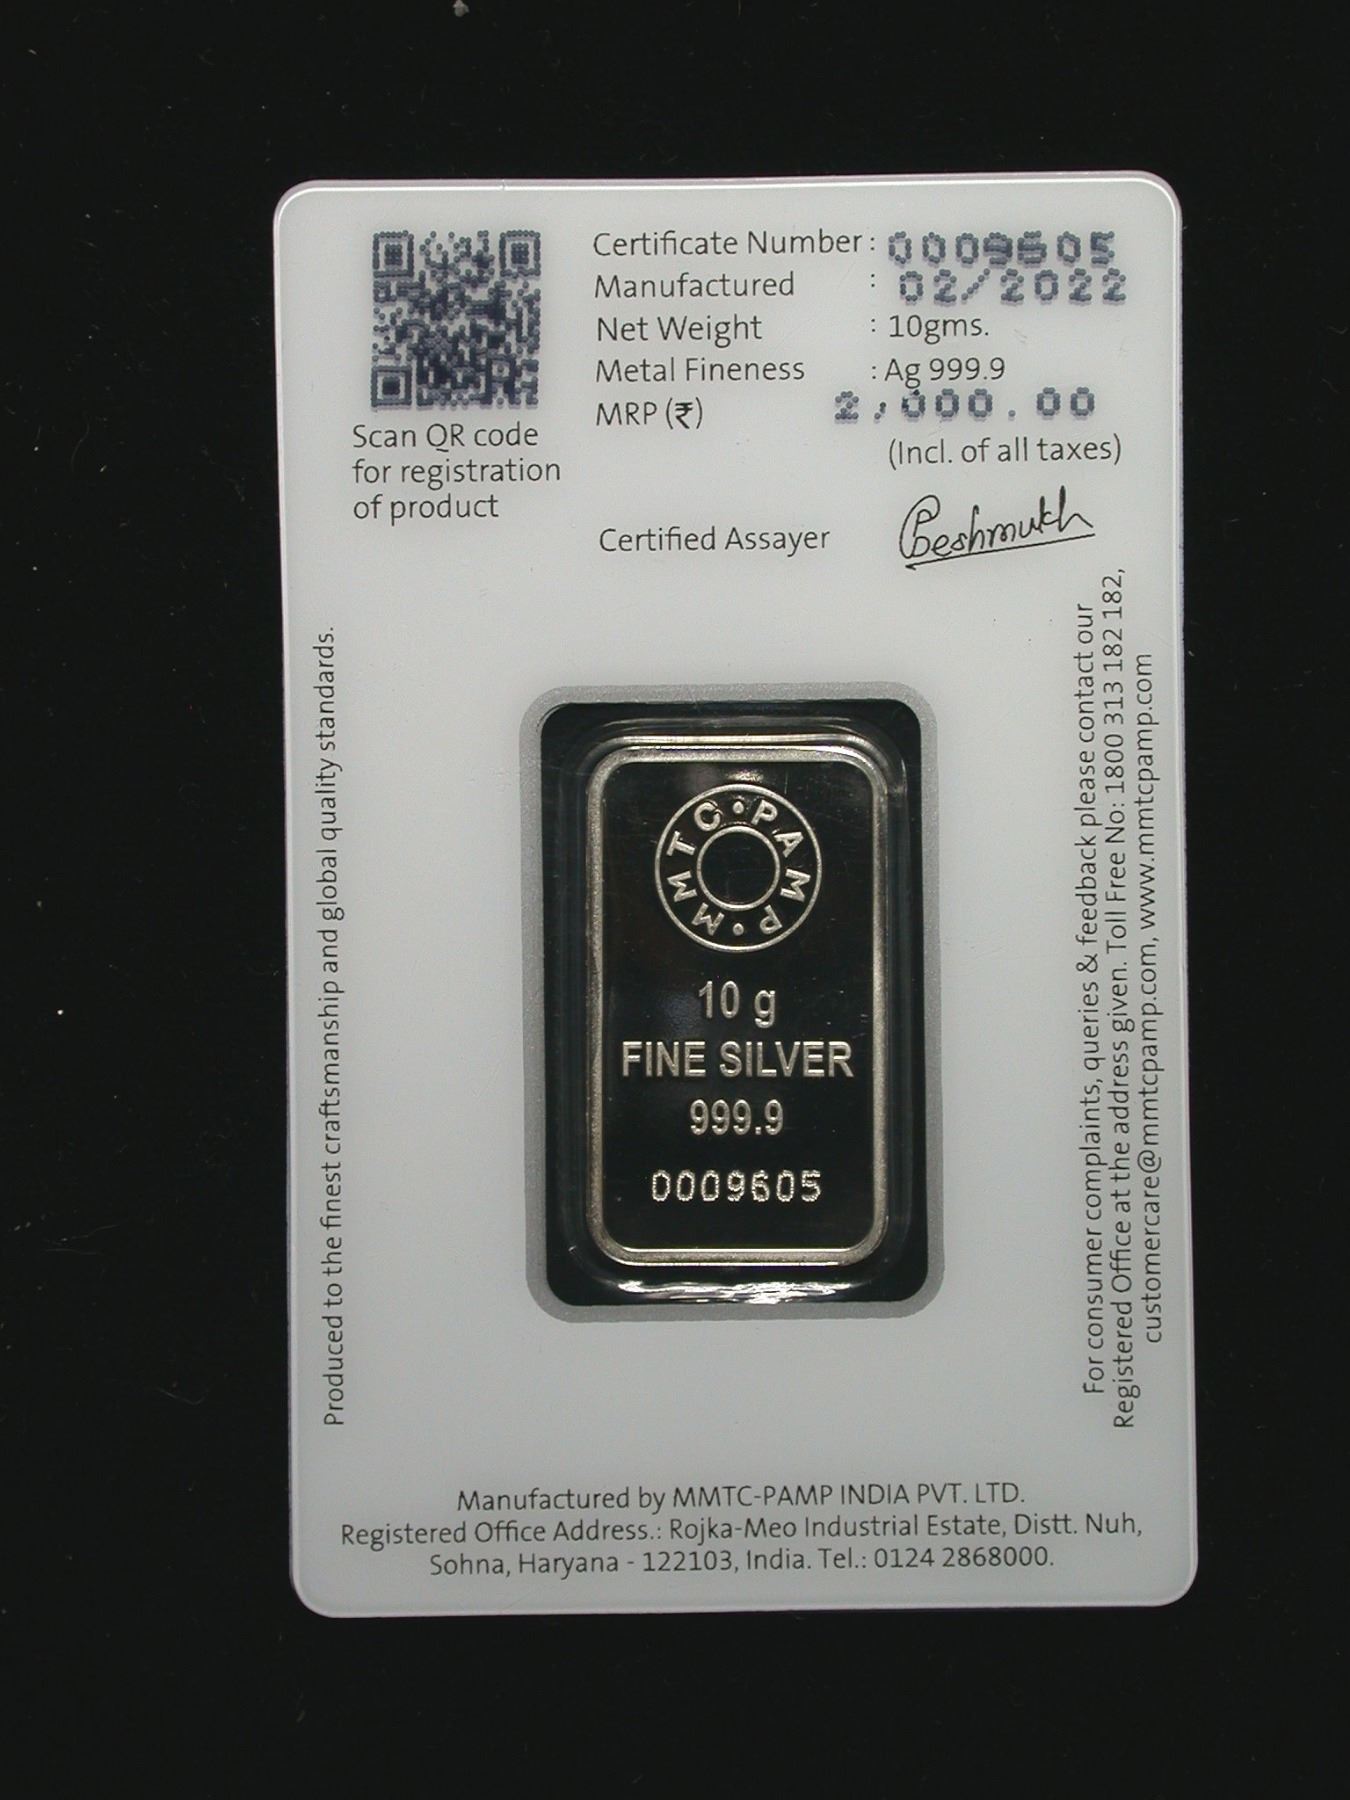 Certificate Number : 0009605
Manufactured : 02/2022
Net Weight : 10gms.
Metal Fineness : Ag 999.9
MRP (₹) 2,000.00
(Incl. of all taxes)
Scan QR code
for registration
of product
Certified Assayer Deshmukh
Produced to the finest craftsmanship and global quality standards.
For consumer complaints, queries & feedback please contact our
Registered Office at the address given. Toll Free No: 1800 313 182 182,
customercare@mmtcpamp.com, www.mmtcpamp.com
MMTC•PAMP•
10 g
FINE SILVER
999.9
0009605
Manufactured by MMTC-PAMP INDIA PVT. LTD.
Registered Office Address.: Rojka-Meo Industrial Estate, Distt. Nuh,
Sohna, Haryana - 122103, India. Tel.: 0124 2868000.